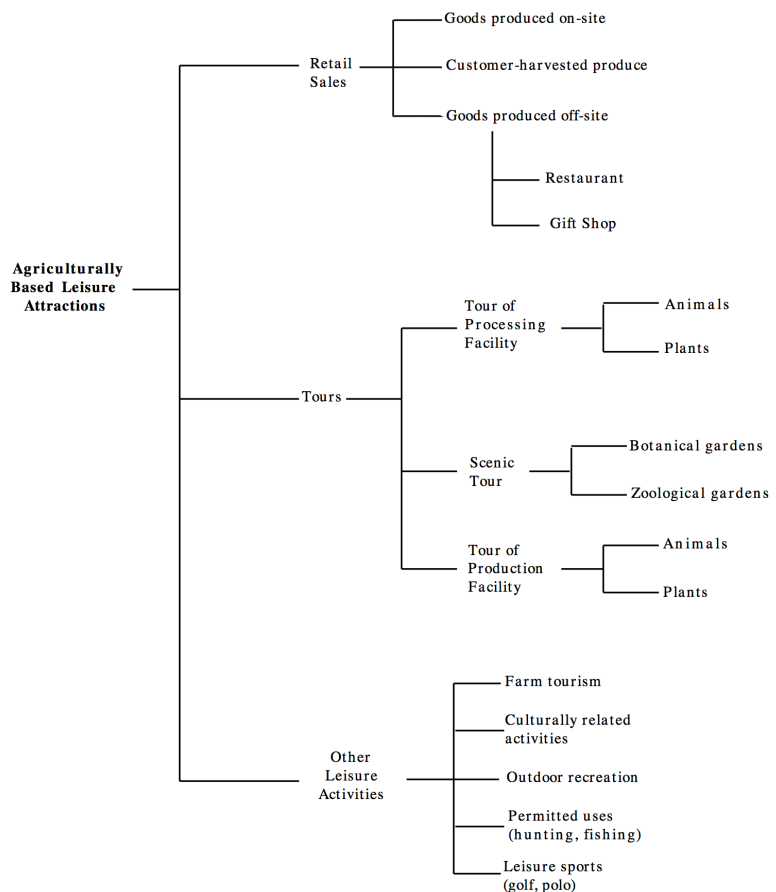 Goods produced on-site
Retail
Sales
Customer-harvested produce
Goods produced off-site
Restaurant
Gift Shop
Agriculturally
Based Leisure
Attractions
Tours
Tour of
Processing
Facility
Animals
Plants
Scenic
Tour
Botanical gardens
Zoological gardens
Tour of
Production
Facility
Animals
Plants
Other
Leisure
Activities
Farm tourism
Culturally related
activities
Outdoor recreation
Permitted uses
(hunting, fishing)
Leisure sports
(golf, polo)